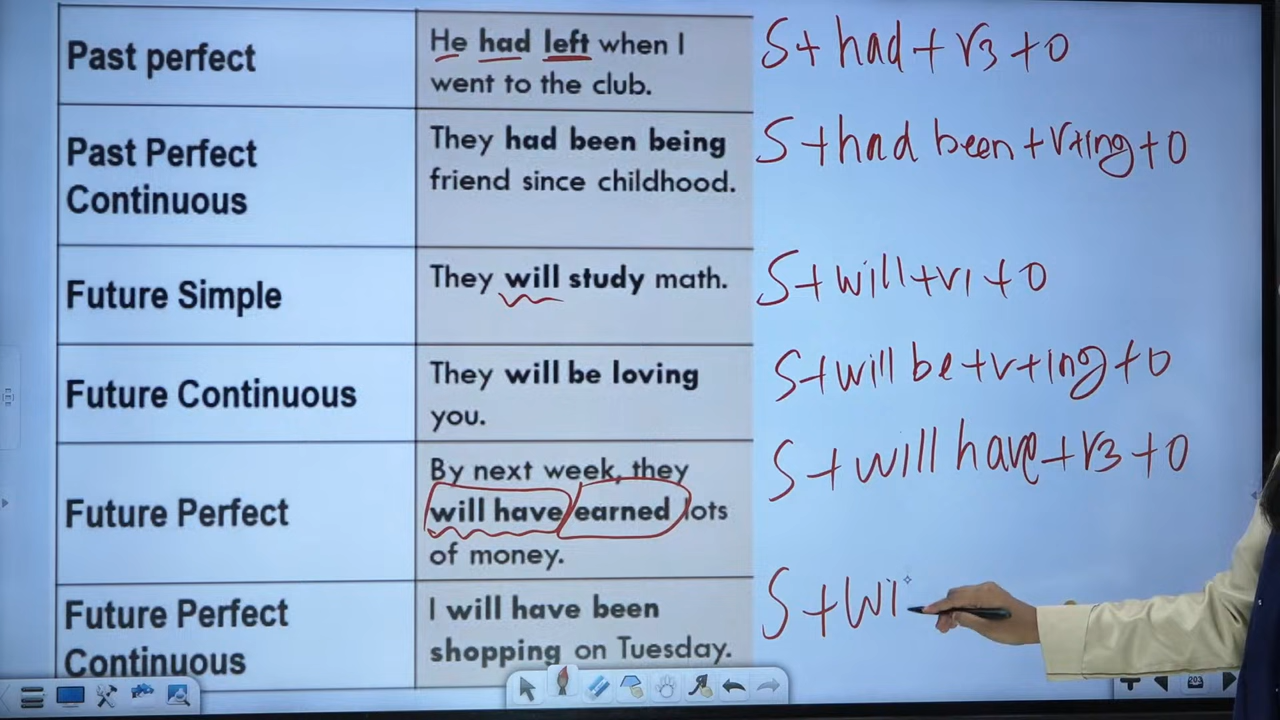 Past perfect
He had left when I
went to the club.
S+ had + V3 + O
Past Perfect
Continuous
They had been being
friend since childhood.
S + had been + V+ing + O
Future Simple
They will study math.
S+will+V1 + O
Future Continuous
They will be loving
you.
S+will be +V+ing + O
Future Perfect
By next week, they
will have earned lots
of money.
S + will have + V3 + O
Future Perfect
Continuous
I will have been
shopping on Tuesday.
S +wi
203